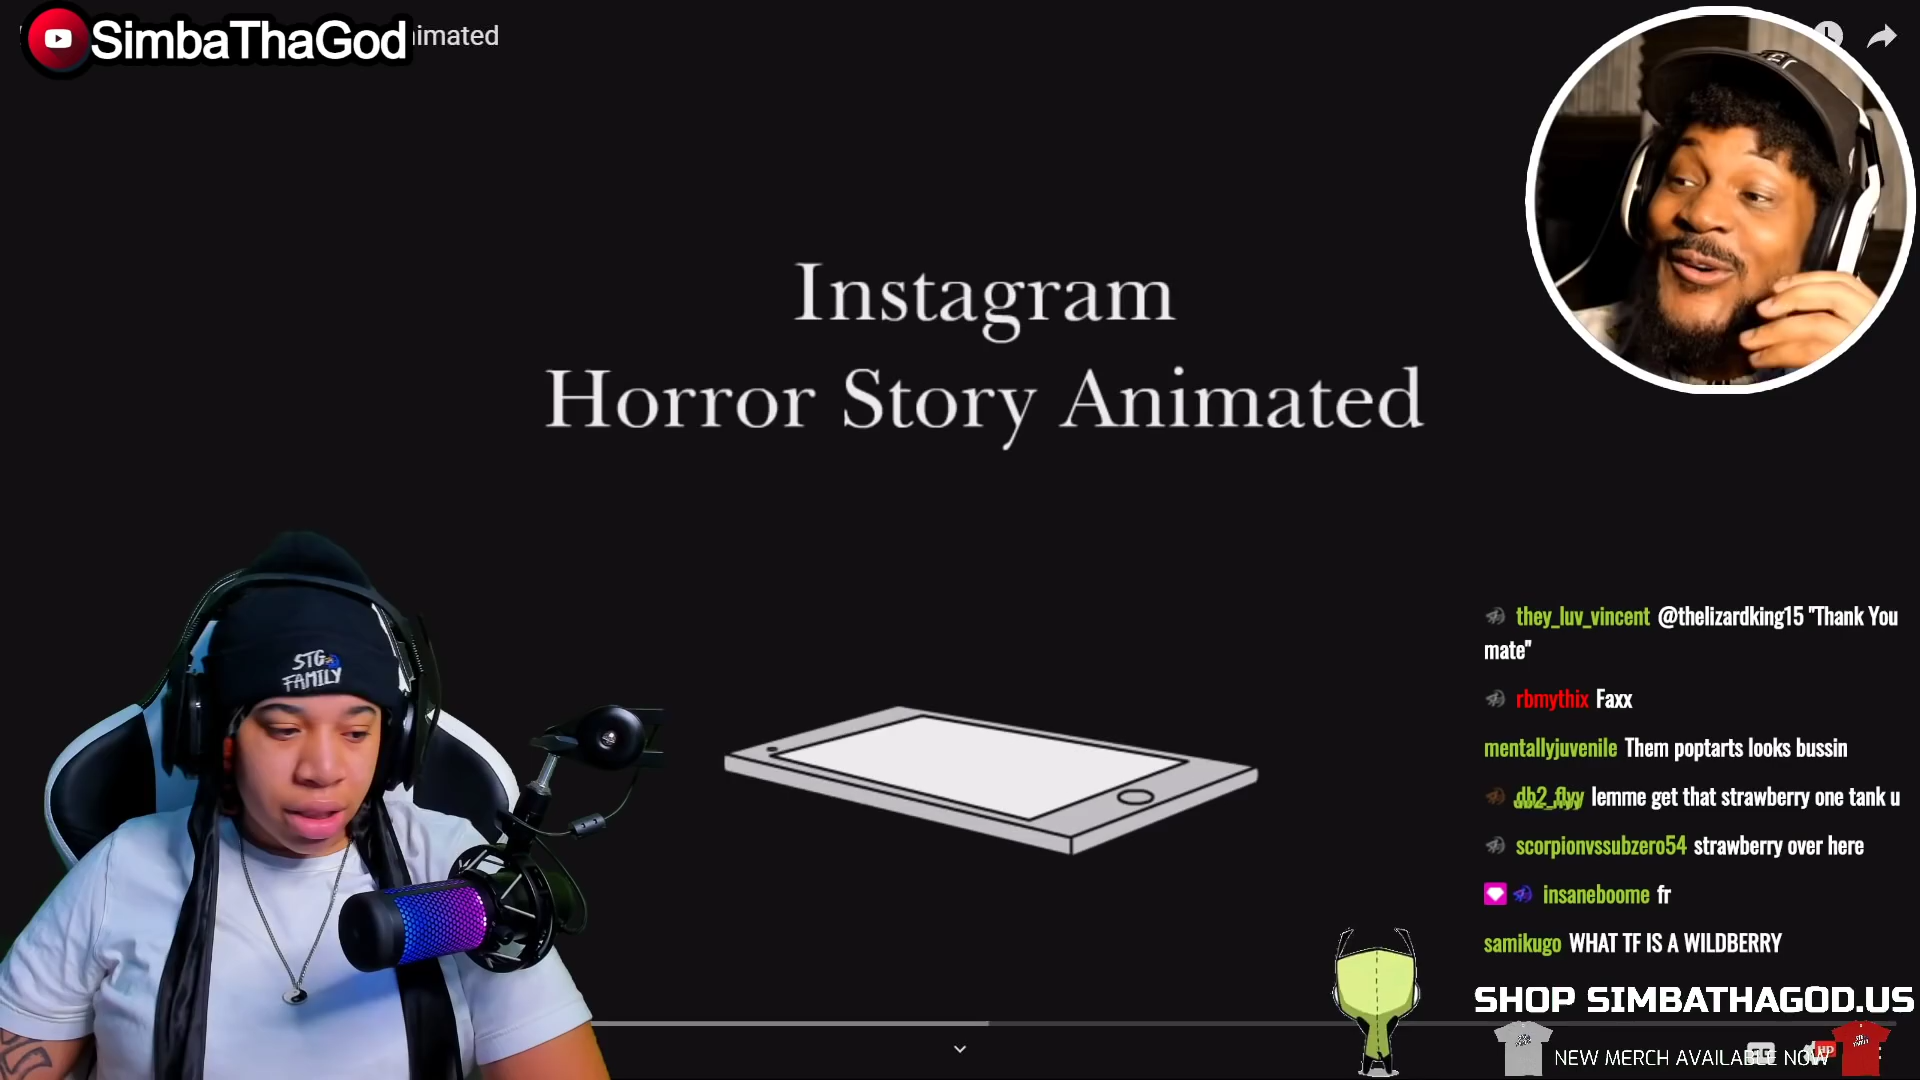 SimbaThaGod
imated
Instagram
Horror Story Animated
STG
FAMILY
they_luv_vincent @thelizardking15 "Thank You
mate"
rbmythix Faxx
mentallyjuvenile Them poptarts looks bussin
db2_flyy lemme get that strawberry one tank u
scorpionvssubzero54 strawberry over here
insaneboome fr
samikugo WHAT TF IS A WILDBERRY
SHOP SIMBATHAGOD.US
NEW MERCH AVAILABLE NOW
HD